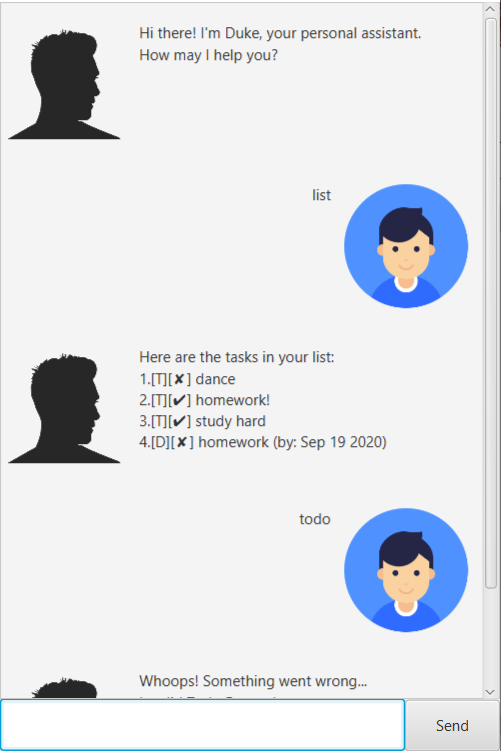 Hi there! I'm Duke, your personal assistant.
How may I help you?
list
Here are the tasks in your list:
1.[T][✘] dance
2.[T][✔] homework!
3.[T][✔] study hard
4.[D][✘] homework (by: Sep 19 2020)
todo
Whoops! Something went wrong...
Send